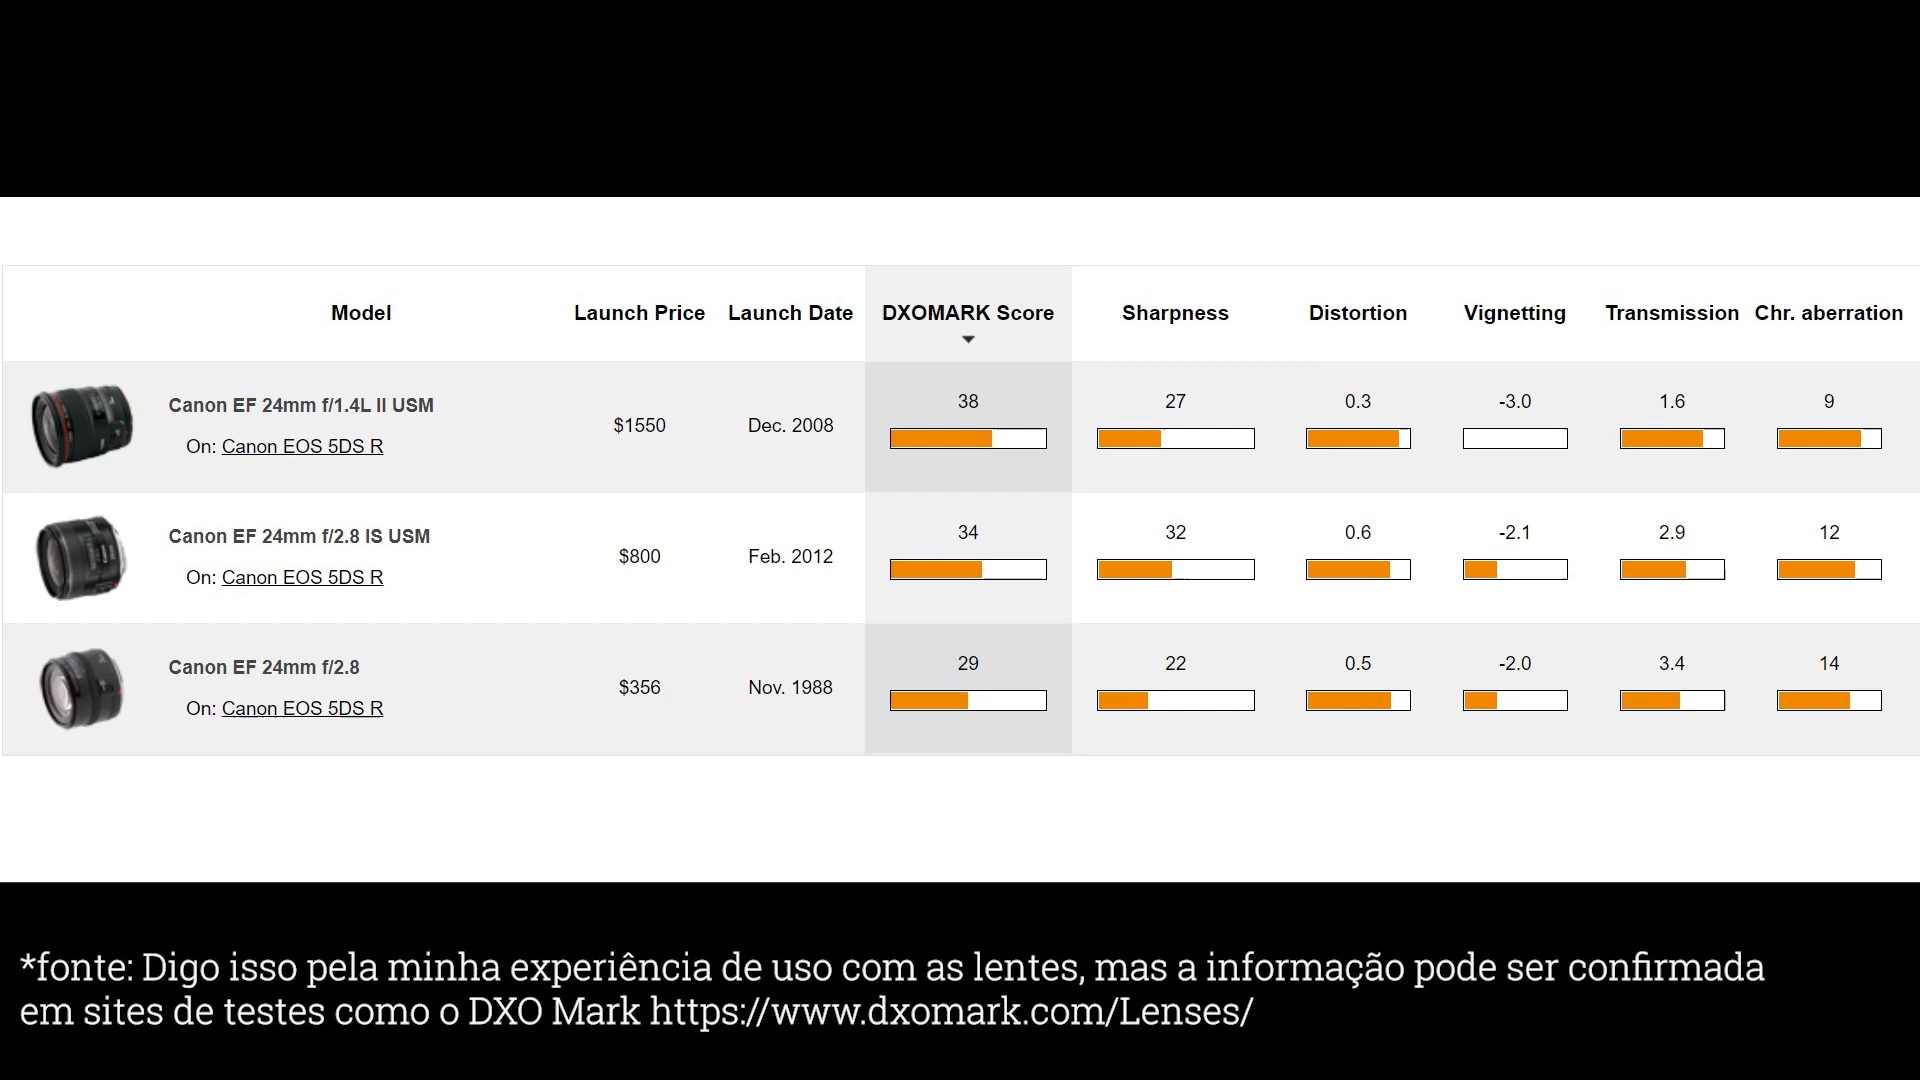 Model Launch Price Launch Date DXOMARK Score Sharpness Distortion Vignetting Transmission Chr. aberration
Canon EF 24mm f/1.4L II USM
On: Canon EOS 5DS R
$1550 Dec. 2008 38 27 0.3 -3.0 1.6 9
Canon EF 24mm f/2.8 IS USM
On: Canon EOS 5DS R
$800 Feb. 2012 34 32 0.6 -2.1 2.9 12
Canon EF 24mm f/2.8
On: Canon EOS 5DS R
$356 Nov. 1988 29 22 0.5 -2.0 3.4 14
*fonte: Digo isso pela minha experiência de uso com as lentes, mas a informação pode ser confirmada
em sites de testes como o DXO Mark https://www.dxomark.com/Lenses/